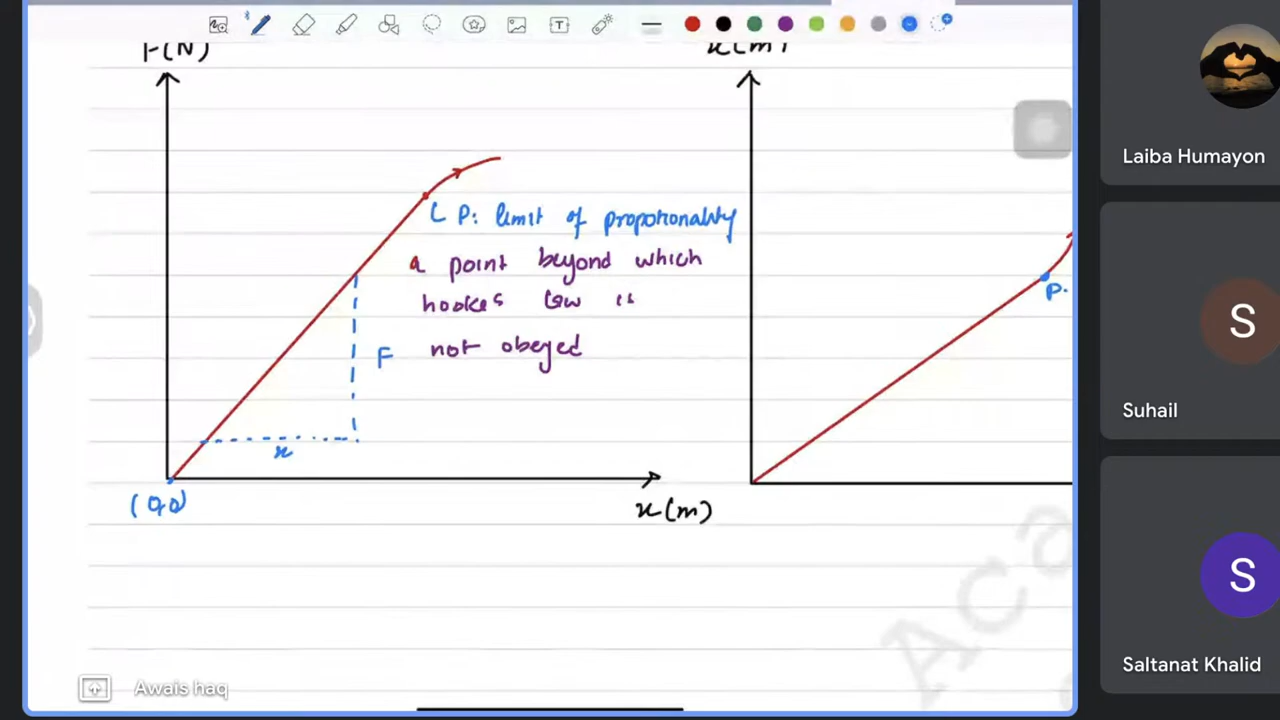 F(N)
x(m)
L P: limit of proportionality
a point beyond which
hookes law is
not obeyed
F
x
P.
(0,0)
x(m)
Aca
Awais haq
Laiba Humayon
S
Suhail
S
Saltanat Khalid